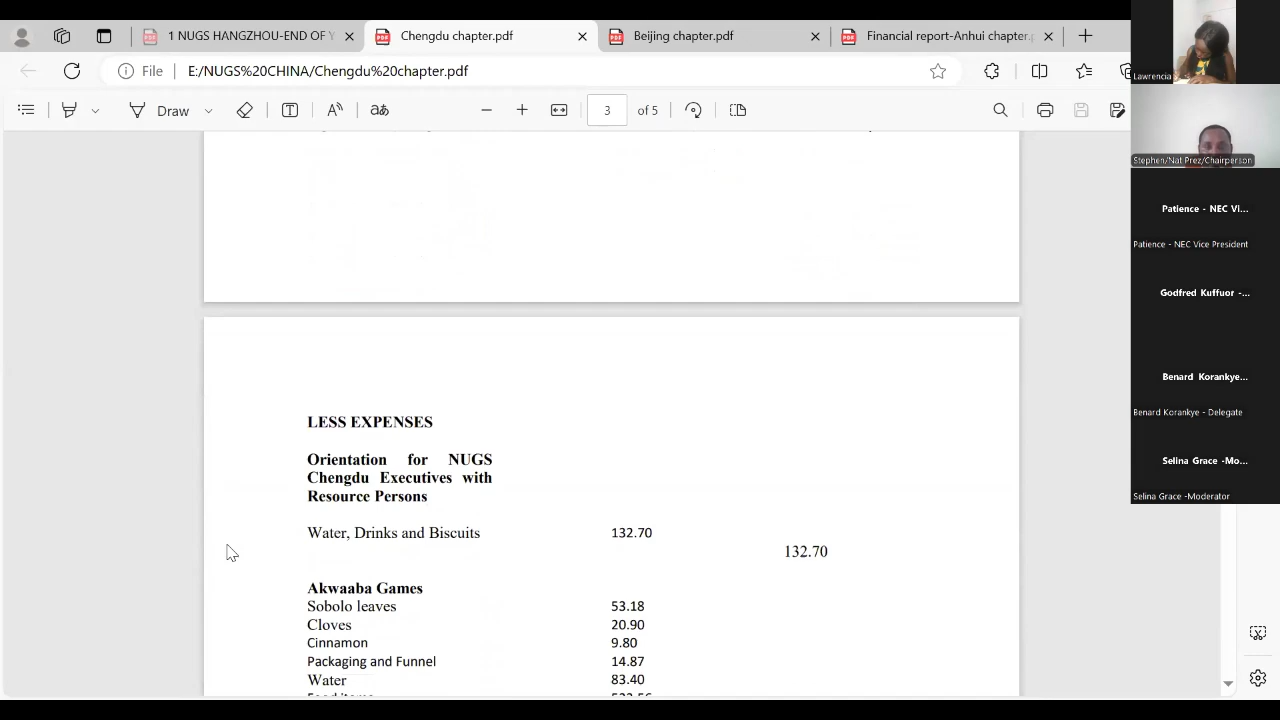 1 NUGS HANGZHOU-END OF Y
Chengdu chapter.pdf
Beijing chapter.pdf
Financial report-Anhui chapter.p
File
E:/NUGS%20CHINA/Chengdu%20chapter.pdf
Draw
aあ
3 of 5
LESS EXPENSES
Orientation for NUGS
Chengdu Executives with
Resource Persons
Water, Drinks and Biscuits 132.70
132.70
Akwaaba Games
Sobolo leaves 53.18
Cloves 20.90
Cinnamon 9.80
Packaging and Funnel 14.87
Water 83.40
Lawrencia
Stephen/Nat Prez/Chairperson
Patience - NEC Vi...
Patience - NEC Vice President
Godfred Kuffuor -...
Benard Korankye...
Benard Korankye - Delegate
Selina Grace -Mo...
Selina Grace -Moderator